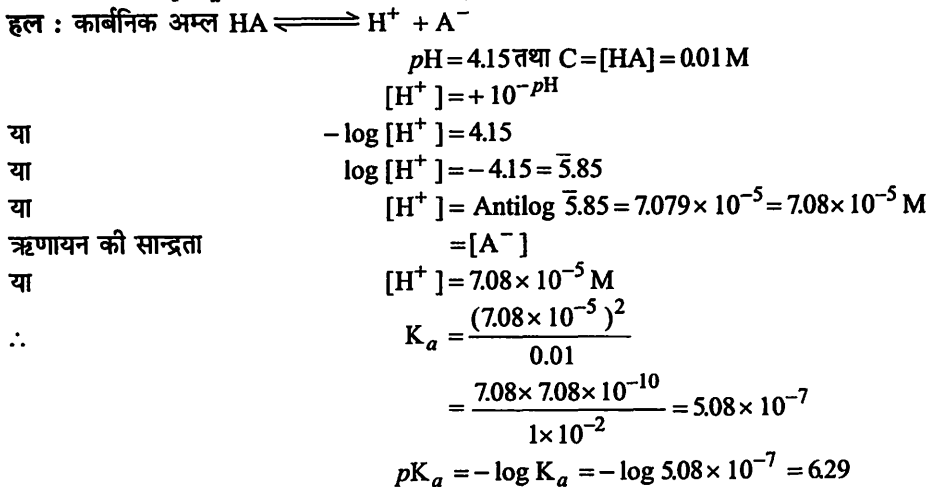 हल : कार्बनिक अम्ल HA ⇌ H⁺ + A⁻
pH = 4.15 तथा C = [HA] = 0.01 M
[H⁺] = + 10⁻ᵖᴴ
या − log [H⁺] = 4.15
या log [H⁺] = − 4.15 = 5̅.85
या [H⁺] = Antilog 5̅.85 = 7.079 × 10⁻⁵ = 7.08 × 10⁻⁵ M
ऋणायन की सान्द्रता = [A⁻]
या [H⁺] = 7.08 × 10⁻⁵ M
∴ Kₐ = (7.08 × 10⁻⁵)² / 0.01
= 7.08 × 7.08 × 10⁻¹⁰ / 1 × 10⁻² = 5.08 × 10⁻⁷
pKₐ = − log Kₐ = − log 5.08 × 10⁻⁷ = 6.29